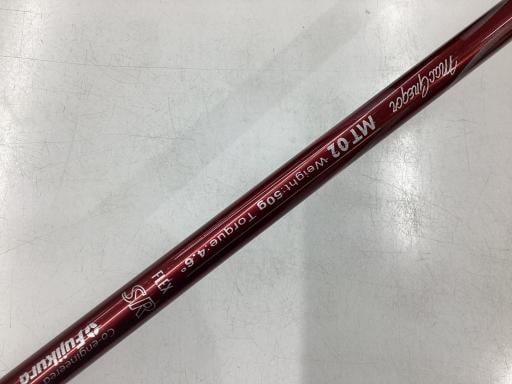 MacGregor
MT 02
Weight:50g Torque:4.6°
FLEX
SR
Co-engineered
Fujikura